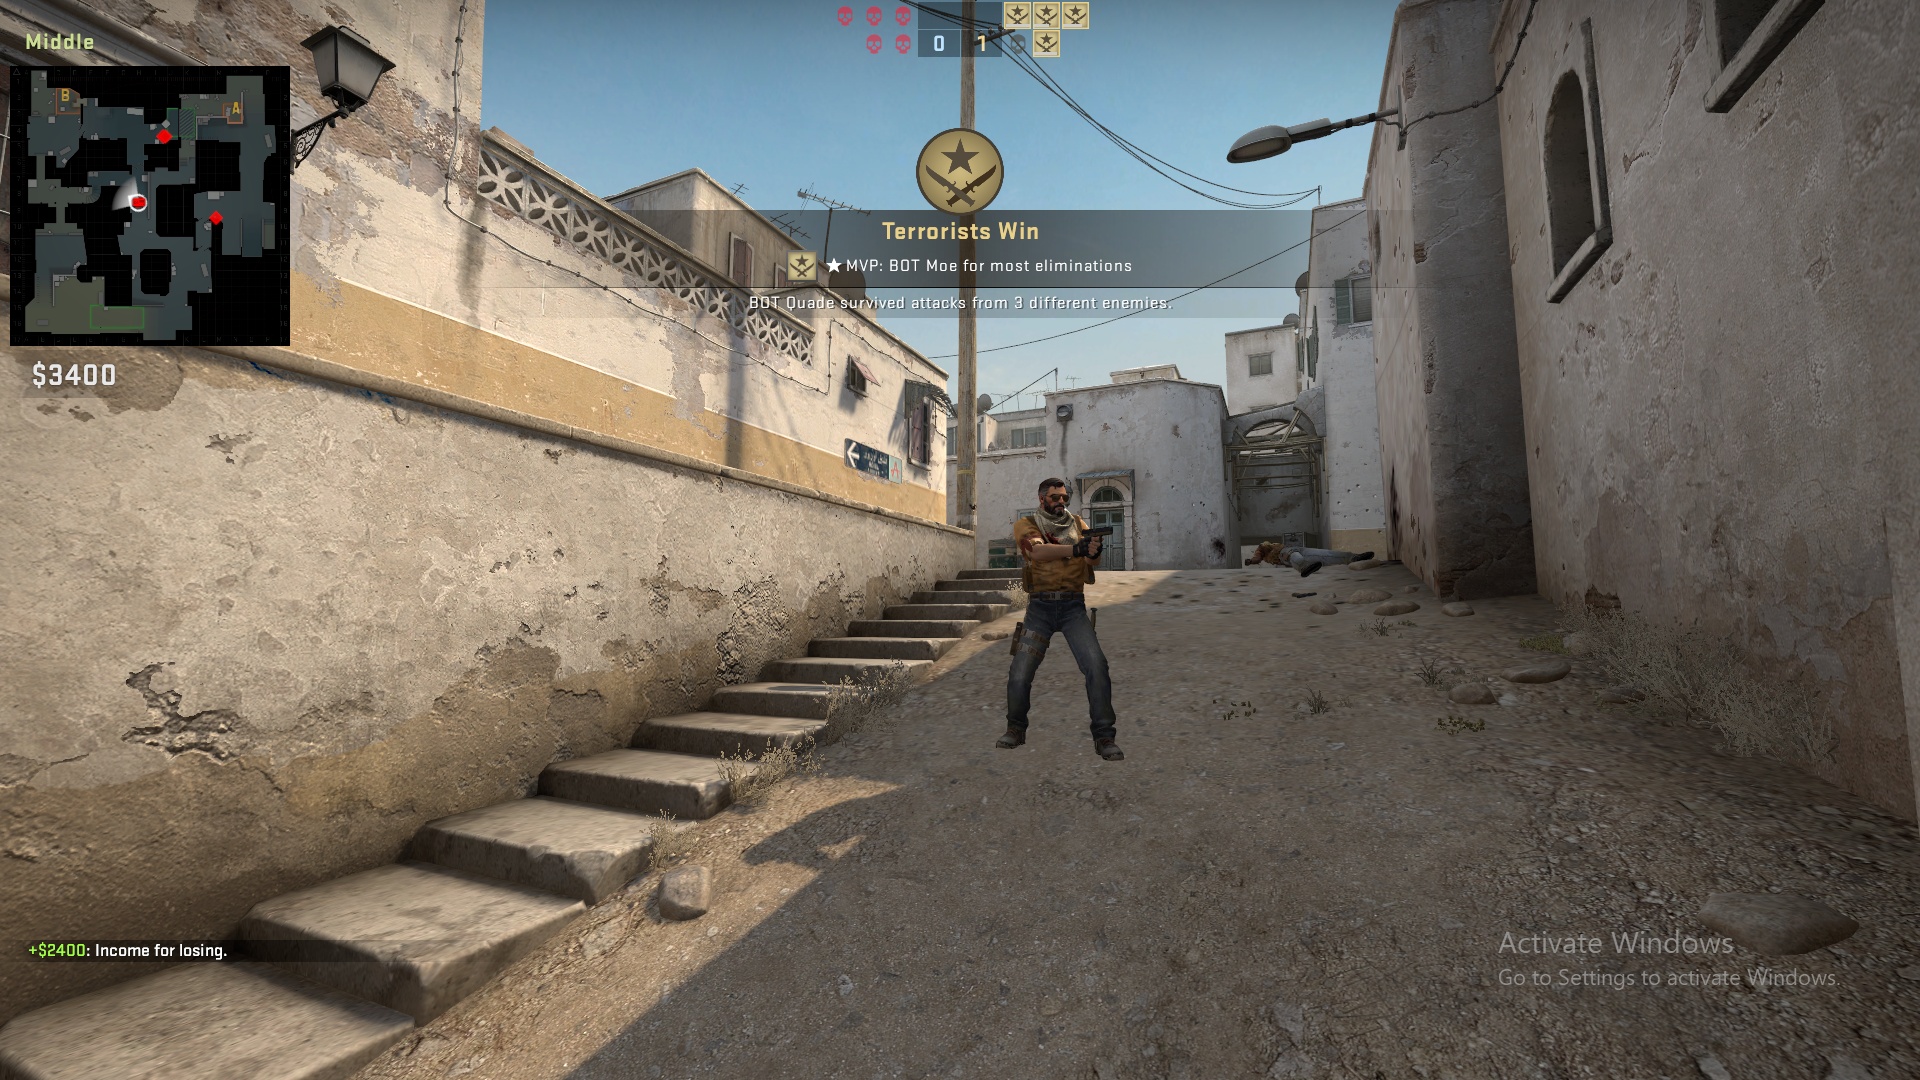 Middle
B
A
0
1
$3400
Terrorists Win
MVP: BOT Moe for most eliminations
BOT Quade survived attacks from 3 different enemies.
+$2400: Income for losing.
Activate Windows
Go to Settings to activate Windows.